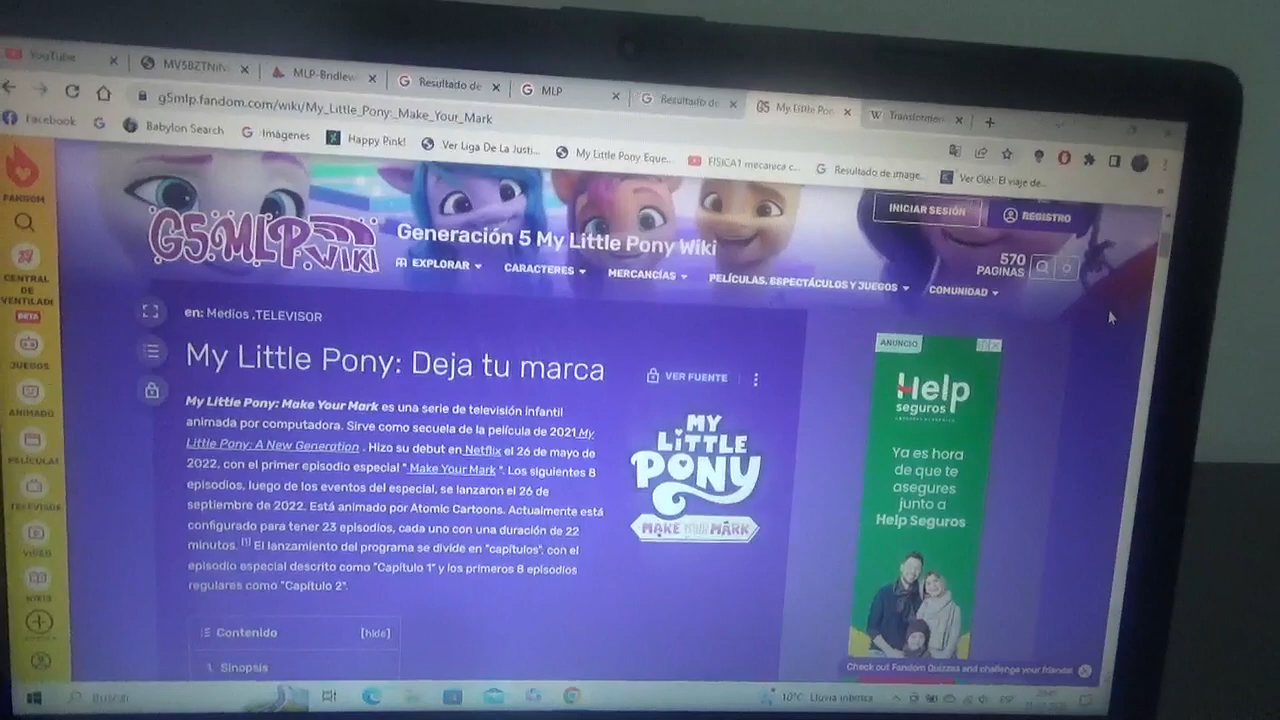 YouTube
MV5BZTNiN
MLP-Bridlew
Resultado de
MLP
Resultado de
My Little Pon
Transformers
g5mlp.fandom.com/wiki/My_Little_Pony:_Make_Your_Mark
Facebook
Babylon Search
Imágenes
Happy Pink!
Ver Liga De La Justi...
My Little Pony Eque...
FISICA1 mecanica c...
Resultado de image...
Ver Olé!: El viaje de...
FANDOM
CENTRAL
DE
VENTILADI
BETA
JUEGOS
ANIMADO
PELÍCULAS
TELEVISOR
VIDEO
WIKIS
G5MLP WIKI
Generación 5 My Little Pony Wiki
EXPLORAR
CARACTERES
MERCANCÍAS
PELÍCULAS, ESPECTÁCULOS Y JUEGOS
COMUNIDAD
INICIAR SESIÓN
REGISTRO
570
PAGINAS
en: Medios ,TELEVISOR
My Little Pony: Deja tu marca
VER FUENTE
My Little Pony: Make Your Mark es una serie de televisión infantil
animada por computadora. Sirve como secuela de la película de 2021 My
Little Pony: A New Generation . Hizo su debut en Netflix el 26 de mayo de
2022, con el primer episodio especial " Make Your Mark ". Los siguientes 8
episodios, luego de los eventos del especial, se lanzaron el 26 de
septiembre de 2022. Está animado por Atomic Cartoons. Actualmente está
configurado para tener 23 episodios, cada uno con una duración de 22
minutos. [1] El lanzamiento del programa se divide en "capítulos", con el
episodio especial descrito como "Capítulo 1" y los primeros 8 episodios
regulares como "Capítulo 2".
MY
LITTLE
PONY
MAKE YOUR MARK
Contenido
[hide]
1. Sinopsis
ANUNCIO
Help
seguros
Ya es hora
de que te
asegures
junto a
Help Seguros
Check out Fandom Quizzes and challenge your friends!
Buscar
10°C Lluvia intensa